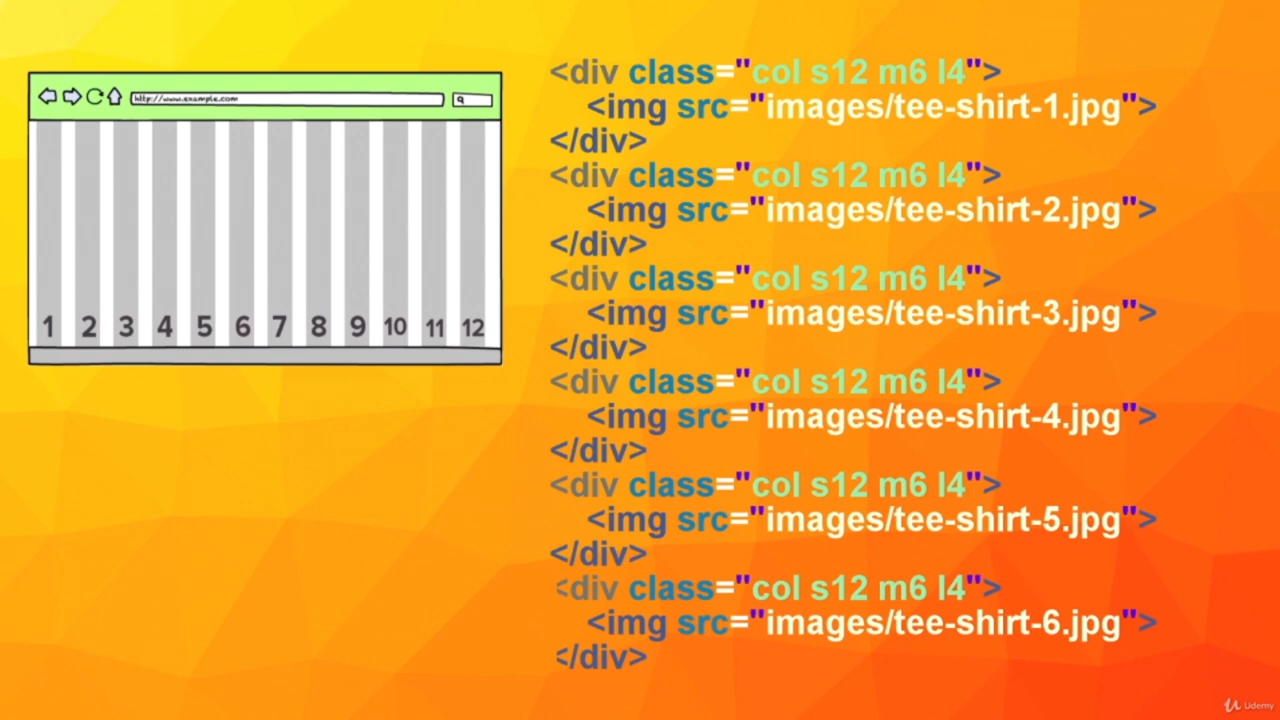 http://www.example.com
1 2 3 4 5 6 7 8 9 10 11 12
<div class="col s12 m6 l4">
<img src="images/tee-shirt-1.jpg">
</div>
<div class="col s12 m6 l4">
<img src="images/tee-shirt-2.jpg">
</div>
<div class="col s12 m6 l4">
<img src="images/tee-shirt-3.jpg">
</div>
<div class="col s12 m6 l4">
<img src="images/tee-shirt-4.jpg">
</div>
<div class="col s12 m6 l4">
<img src="images/tee-shirt-5.jpg">
</div>
<div class="col s12 m6 l4">
<img src="images/tee-shirt-6.jpg">
</div>
Udemy